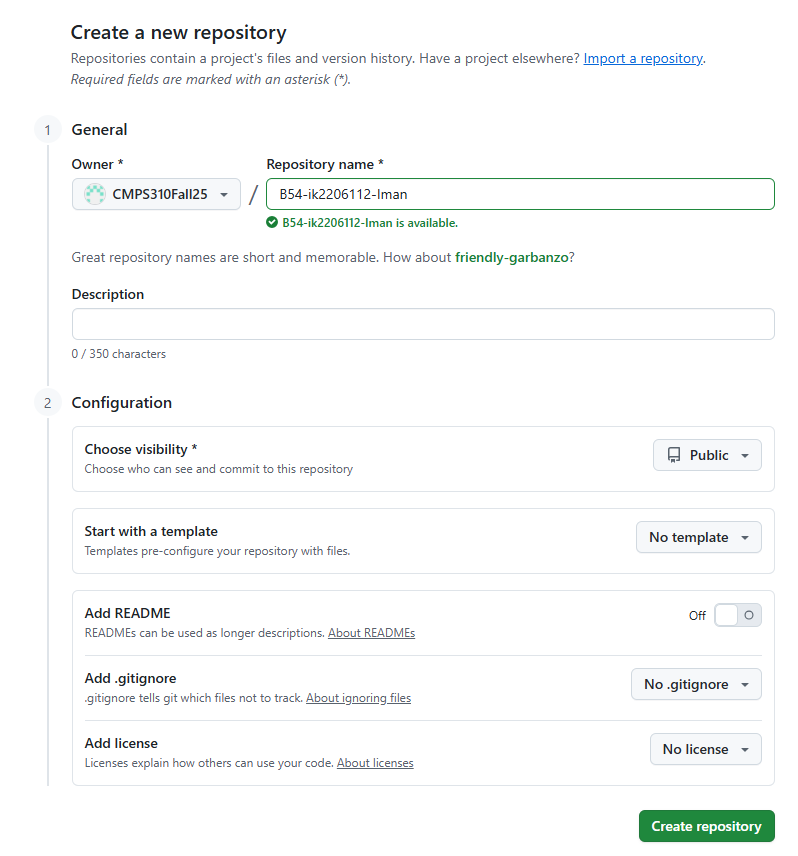 Create a new repository
Repositories contain a project's files and version history. Have a project elsewhere? Import a repository.
Required fields are marked with an asterisk (*).
1 General
Owner * Repository name *
CMPS310Fall25 / B54-ik2206112-Iman
B54-ik2206112-Iman is available.
Great repository names are short and memorable. How about friendly-garbanzo?
Description
0 / 350 characters
2 Configuration
Choose visibility *
Choose who can see and commit to this repository
Public
Start with a template
Templates pre-configure your repository with files.
No template
Add README
READMEs can be used as longer descriptions. About READMEs
Off
Add .gitignore
.gitignore tells git which files not to track. About ignoring files
No .gitignore
Add license
Licenses explain how others can use your code. About licenses
No license
Create repository